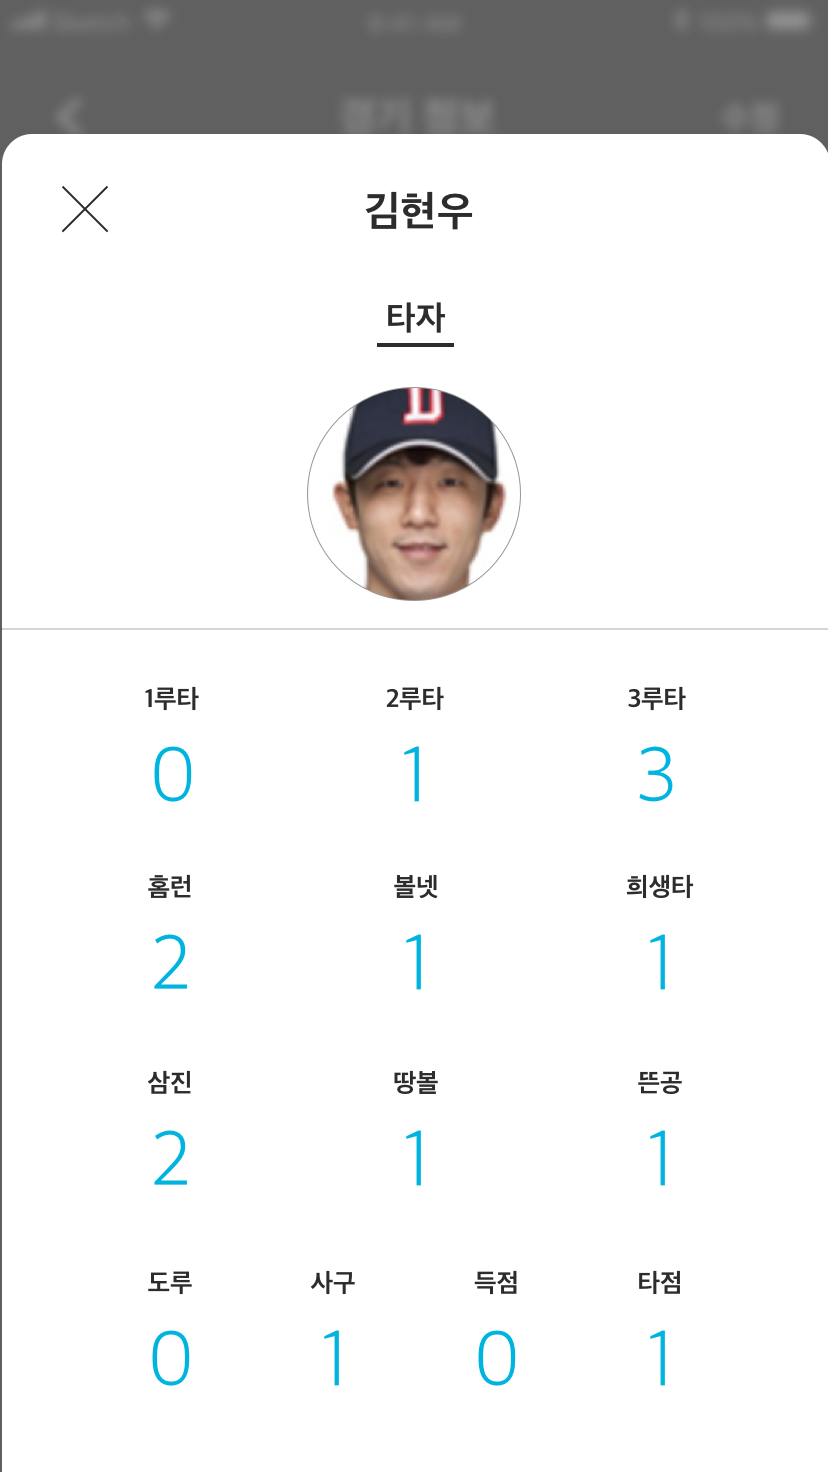 경기 정보
수정
김현우
타자
D
1루타 2루타 3루타
0 1 3
홈런 볼넷 희생타
2 1 1
삼진 땅볼 뜬공
2 1 1
도루 사구 득점 타점
0 1 0 1